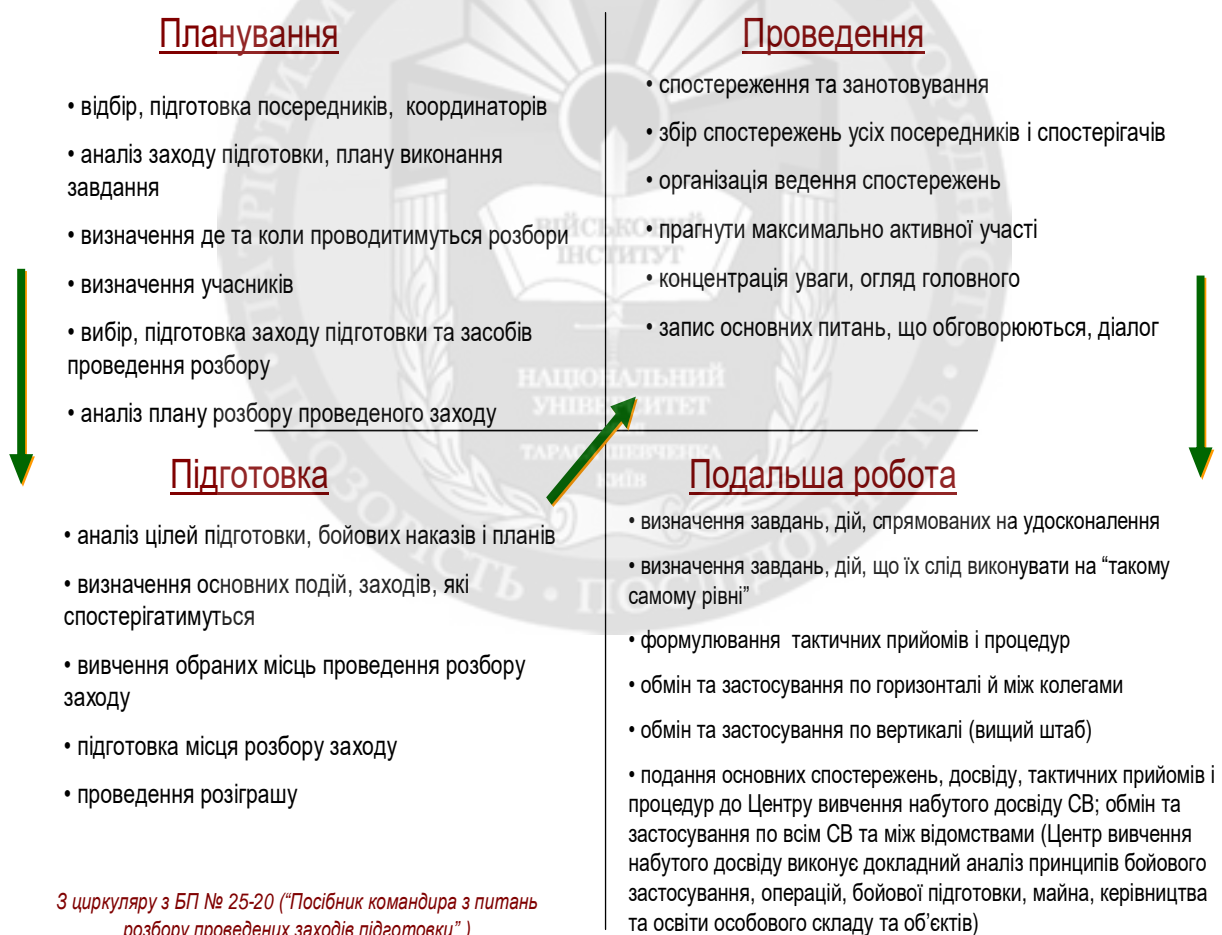 Планування
• відбір, підготовка посередників, координаторів
• аналіз заходу підготовки, плану виконання
завдання
• визначення де та коли проводитимуться розбори
• визначення учасників
• вибір, підготовка заходу підготовки та засобів
проведення розбору
• аналіз плану розбору проведеного заходу
Проведення
• спостереження та занотовування
• збір спостережень усіх посередників і спостерігачів
• організація ведення спостережень
• прагнути максимально активної участі
• концентрація уваги, огляд головного
• запис основних питань, що обговорюються, діалог
Підготовка
• аналіз цілей підготовки, бойових наказів і планів
• визначення основних подій, заходів, які
спостерігатимуться
• вивчення обраних місць проведення розбору
заходу
• підготовка місця розбору заходу
• проведення розіграшу
З циркуляру з БП № 25-20 (“Посібник командира з питань
розбору проведених заходів підготовки” )
Подальша робота
• визначення завдань, дій, спрямованих на удосконалення
• визначення завдань, дій, що їх слід виконувати на “такому
самому рівні”
• формулювання тактичних прийомів і процедур
• обмін та застосування по горизонталі й між колегами
• обмін та застосування по вертикалі (вищий штаб)
• подання основних спостережень, досвіду, тактичних прийомів і
процедур до Центру вивчення набутого досвіду СВ; обмін та
застосування по всім СВ та між відомствами (Центр вивчення
набутого досвіду виконує докладний аналіз принципів бойового
застосування, операцій, бойової підготовки, майна, керівництва
та освіти особового складу та об’єктів)
ВІЙСЬКОВИЙ
ІНСТИТУТ
НАЦІОНАЛЬНИЙ
КИЇВ